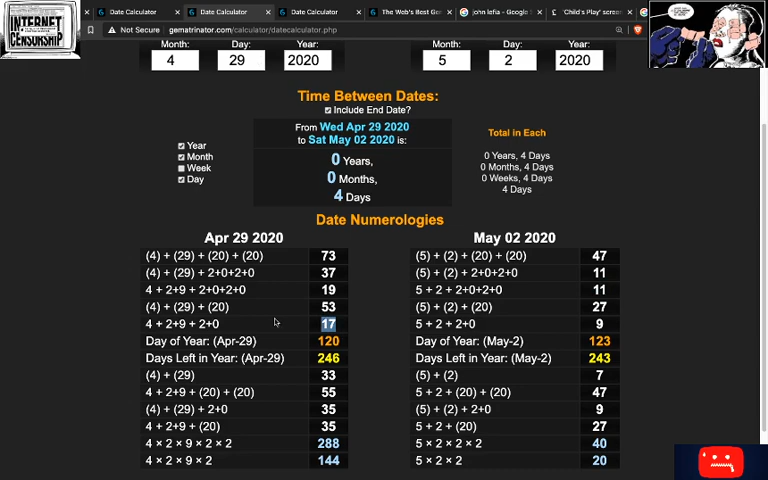 INTERNET
CENSORSHIP
Date Calculator
Date Calculator
Date Calculator
The Web's Best Ge
john lefia - Google
'Child's Play' scree
Not Secure gematrinator.com/calculator/datecalculator.php
Month: Day: Year:
4 29 2020
Month: Day: Year:
5 2 2020
Time Between Dates:
Include End Date?
From Wed Apr 29 2020
to Sat May 02 2020 is:
0 Years,
0 Months,
4 Days
Year
Month
Week
Day
Total in Each
0 Years, 4 Days
0 Months, 4 Days
0 Weeks, 4 Days
4 Days
Date Numerologies
Apr 29 2020
(4) + (29) + (20) + (20) 73
(4) + (29) + 2+0+2+0 37
4 + 2+9 + 2+0+2+0 19
(4) + (29) + (20) 53
4 + 2+9 + 2+0 17
Day of Year: (Apr-29) 120
Days Left in Year: (Apr-29) 246
(4) + (29) 33
4 + 2+9 + (20) + (20) 55
(4) + (29) + 2+0 35
4 + 2+9 + (20) 35
4 × 2 × 9 × 2 × 2 288
4 × 2 × 9 × 2 144
May 02 2020
(5) + (2) + (20) + (20) 47
(5) + (2) + 2+0+2+0 11
5 + 2 + 2+0+2+0 11
(5) + (2) + (20) 27
5 + 2 + 2+0 9
Day of Year: (May-2) 123
Days Left in Year: (May-2) 243
(5) + (2) 7
5 + 2 + (20) + (20) 47
(5) + (2) + 2+0 9
5 + 2 + (20) 27
5 × 2 × 2 × 2 40
5 × 2 × 2 20